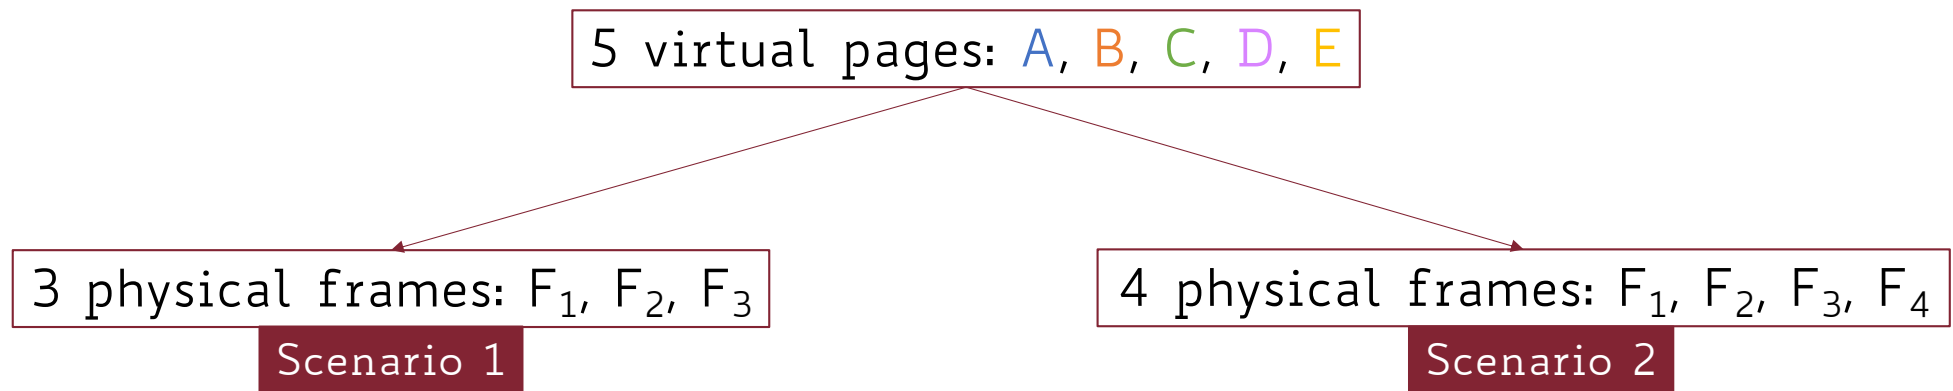 5 virtual pages: A, B, C, D, E
3 physical frames: F₁, F₂, F₃
Scenario 1
4 physical frames: F₁, F₂, F₃, F₄
Scenario 2